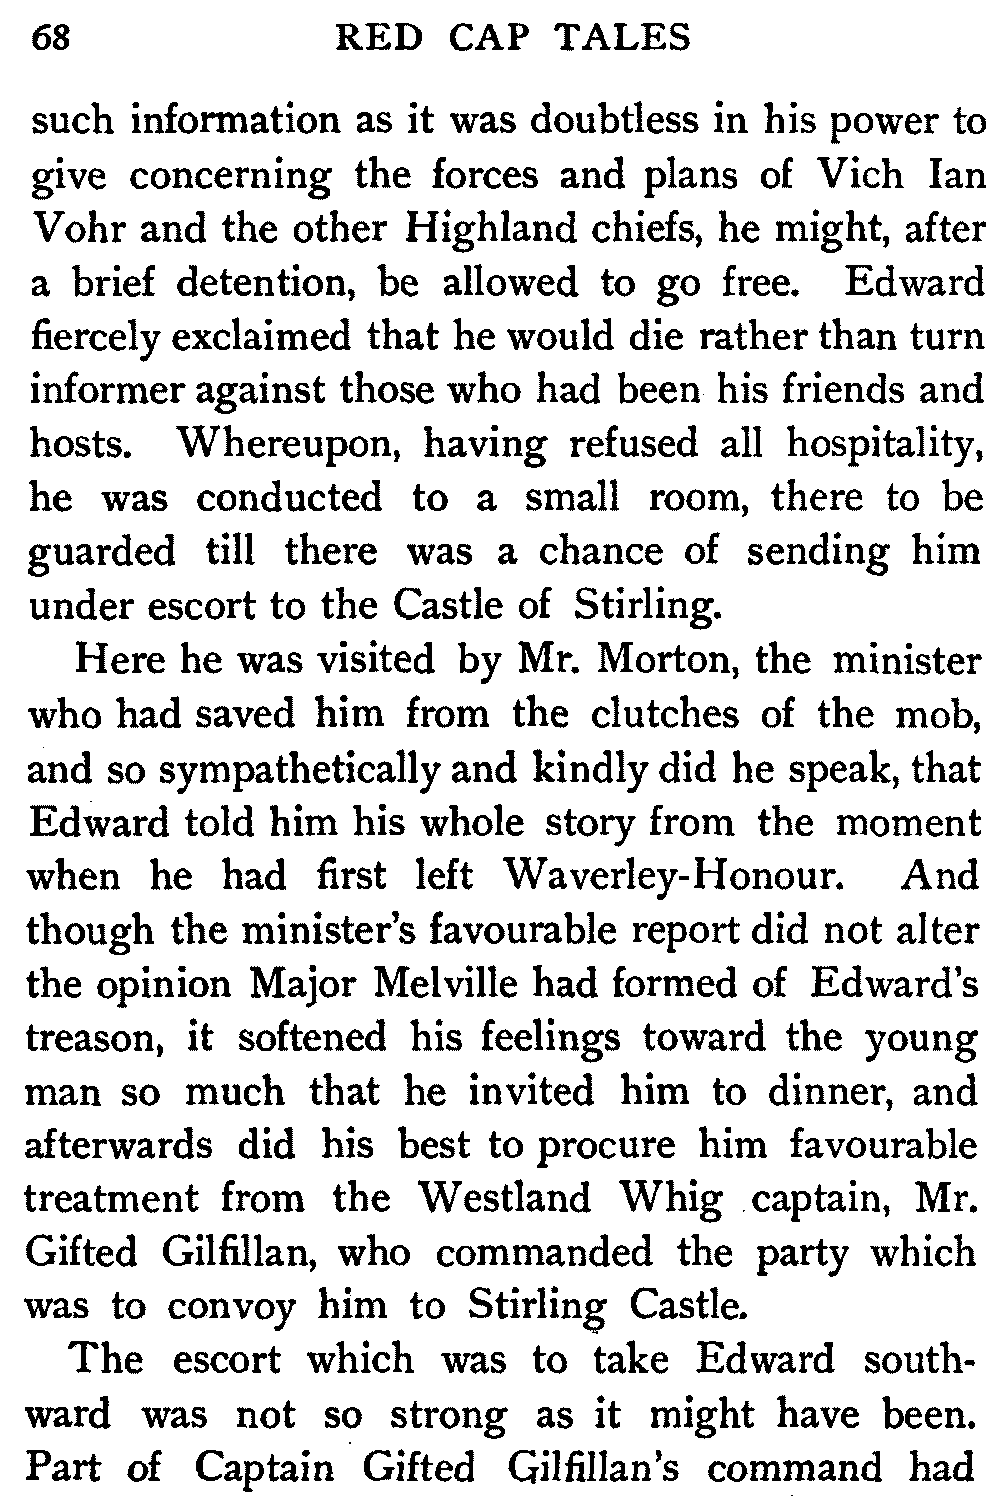 68 RED CAP TALES
such information as it was doubtless in his power to
give concerning the forces and plans of Vich Ian
Vohr and the other Highland chiefs, he might, after
a brief detention, be allowed to go free. Edward
fiercely exclaimed that he would die rather than turn
informer against those who had been his friends and
hosts. Whereupon, having refused all hospitality,
he was conducted to a small room, there to be
guarded till there was a chance of sending him
under escort to the Castle of Stirling.
Here he was visited by Mr. Morton, the minister
who had saved him from the clutches of the mob,
and so sympathetically and kindly did he speak, that
Edward told him his whole story from the moment
when he had first left Waverley-Honour. And
though the minister's favourable report did not alter
the opinion Major Melville had formed of Edward's
treason, it softened his feelings toward the young
man so much that he invited him to dinner, and
afterwards did his best to procure him favourable
treatment from the Westland Whig captain, Mr.
Gifted Gilfillan, who commanded the party which
was to convoy him to Stirling Castle.
The escort which was to take Edward south-
ward was not so strong as it might have been.
Part of Captain Gifted Gilfillan's command had